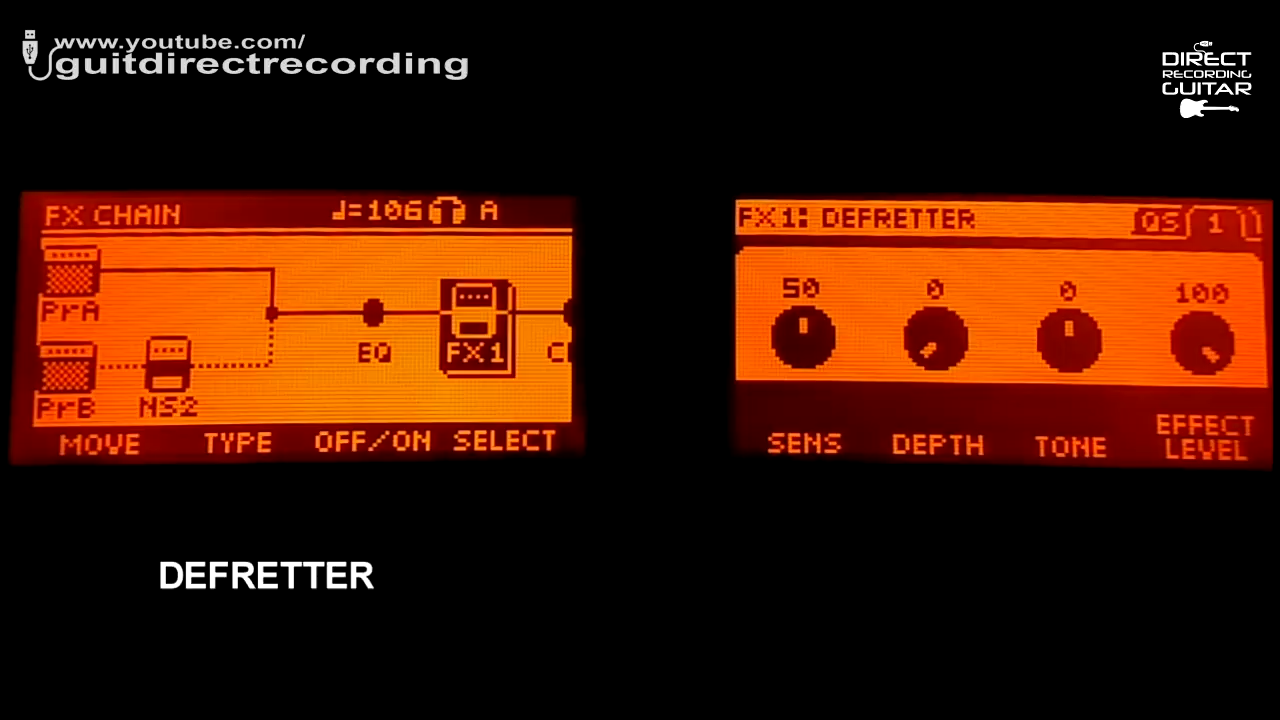 www.youtube.com/
guitdirectrecording
DIRECT
RECORDING
GUITAR
FX CHAIN ♩=106 A
PrA
EQ
FX1
PrB
NS2
MOVE TYPE OFF/ON SELECT
FX1: DEFRETTER QS 1
50 0 0 100
SENS DEPTH TONE EFFECT LEVEL
DEFRETTER